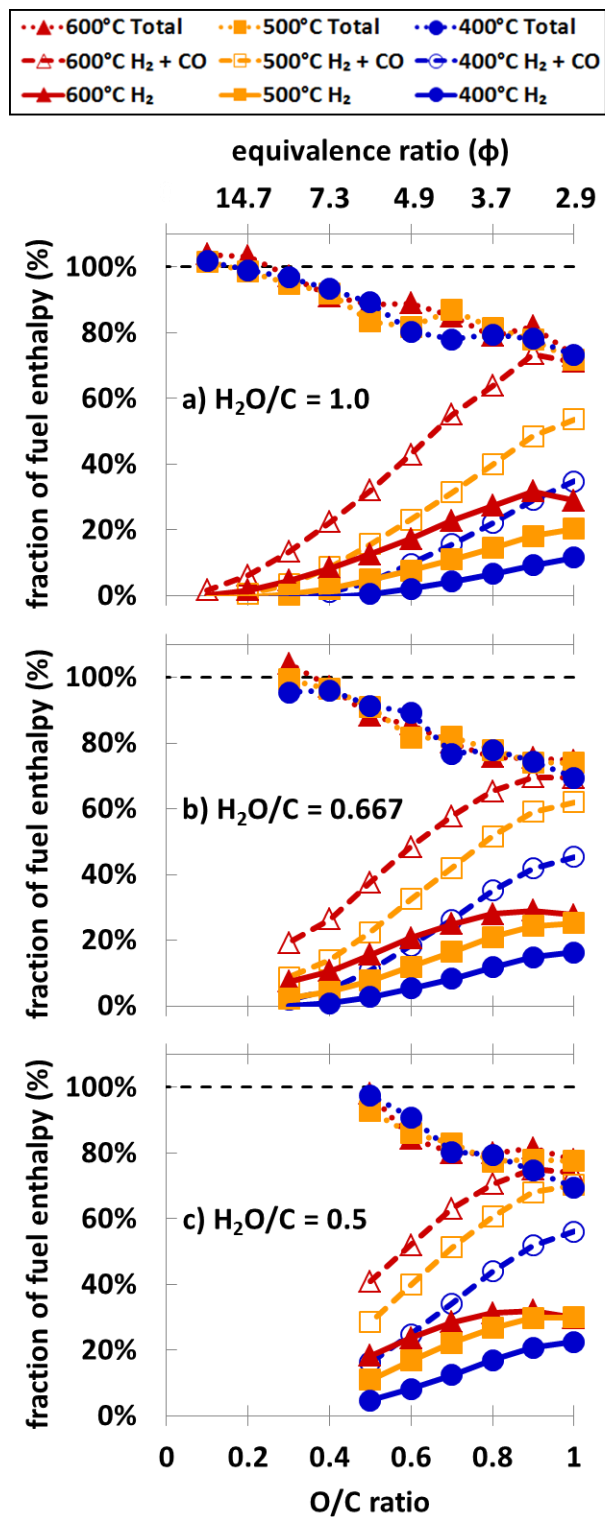 600°C Total 500°C Total 400°C Total
600°C H₂ + CO 500°C H₂ + CO 400°C H₂ + CO
600°C H₂ 500°C H₂ 400°C H₂
equivalence ratio (ϕ)
14.7 7.3 4.9 3.7 2.9
100%
80%
60%
40%
20%
0%
fraction of fuel enthalpy (%)
a) H₂O/C = 1.0
100%
80%
60%
40%
20%
0%
fraction of fuel enthalpy (%)
b) H₂O/C = 0.667
100%
80%
60%
40%
20%
0%
fraction of fuel enthalpy (%)
c) H₂O/C = 0.5
0 0.2 0.4 0.6 0.8 1
O/C ratio